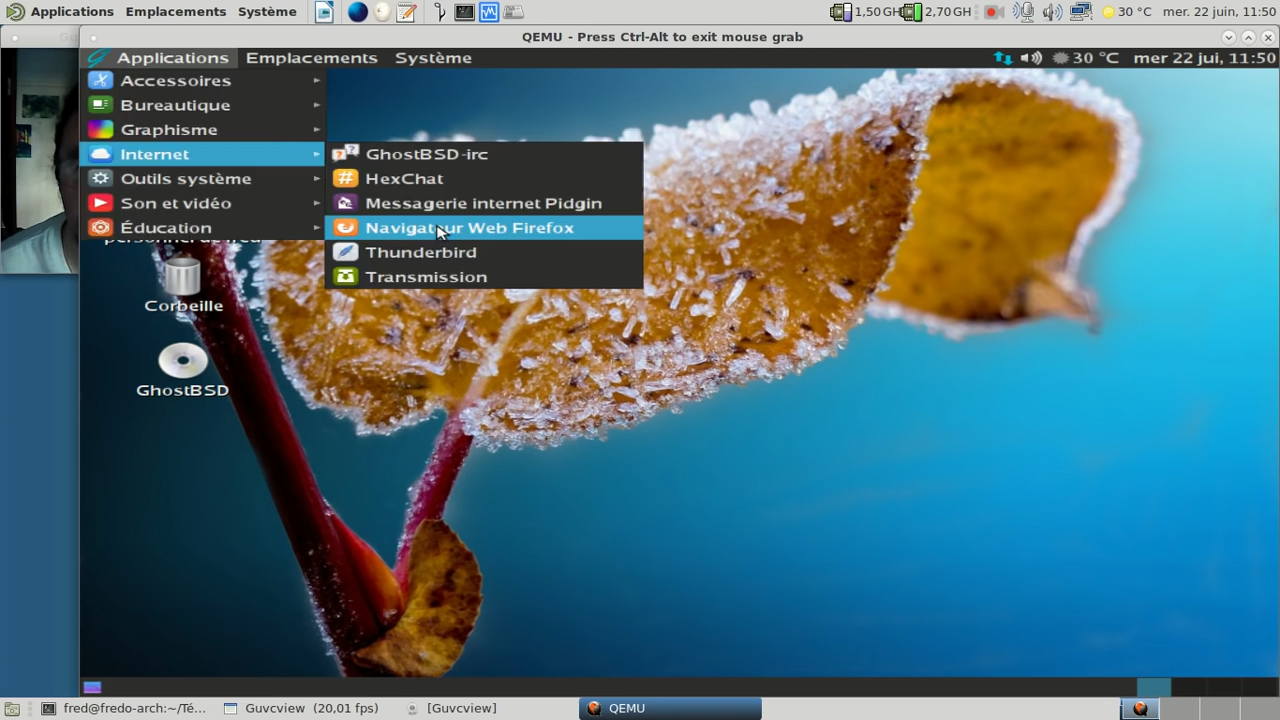 Applications Emplacements Système 1,50 GH 2,70 GH 30 °C mer. 22 juin, 11:50
QEMU - Press Ctrl-Alt to exit mouse grab
Applications Emplacements Système 30 °C mer 22 jui, 11:50
Accessoires
Bureautique
Graphisme
Internet
Outils système
Son et vidéo
Éducation
GhostBSD-irc
HexChat
Messagerie internet Pidgin
Navigateur Web Firefox
Thunderbird
Transmission
personnel de fred
Corbeille
GhostBSD
fred@fredo-arch:~/Té... Guvcview (20,01 fps) [Guvcview] QEMU